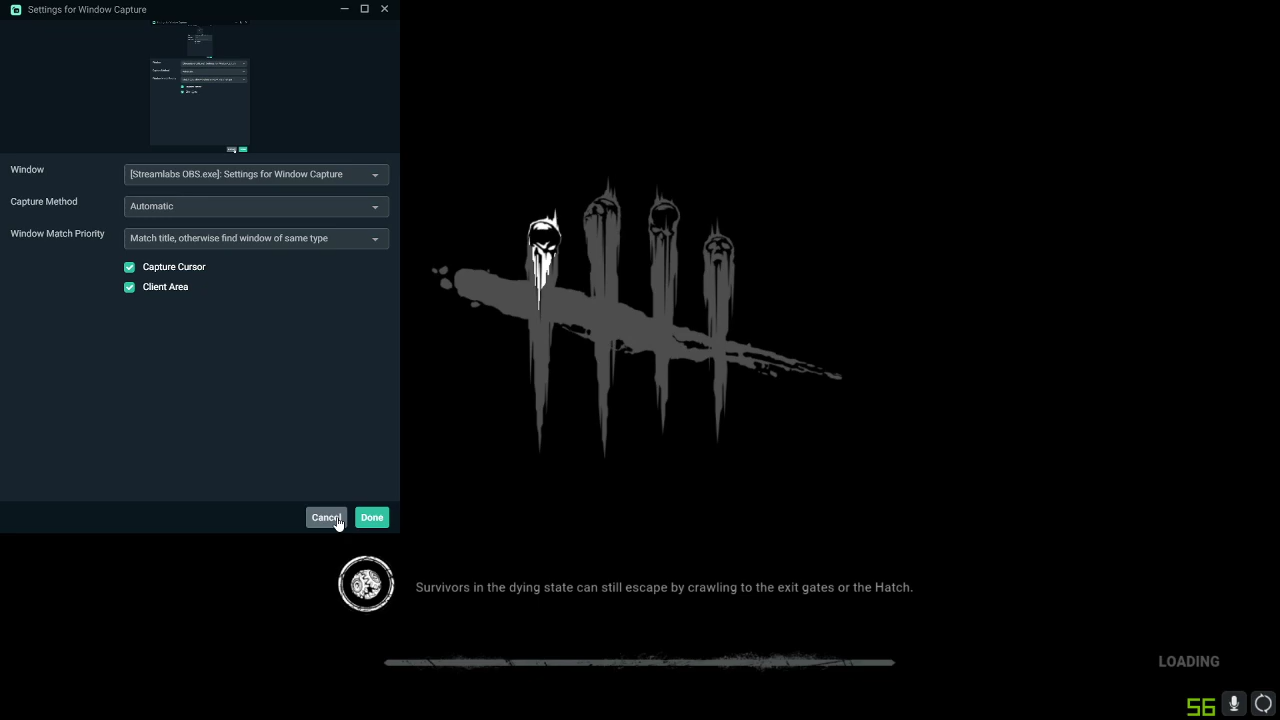 Settings for Window Capture
Window
[Streamlabs OBS.exe]: Settings for Window Capture
Capture Method
Automatic
Window Match Priority
Match title, otherwise find window of same type
Capture Cursor
Client Area
Cancel
Done
Survivors in the dying state can still escape by crawling to the exit gates or the Hatch.
LOADING
56